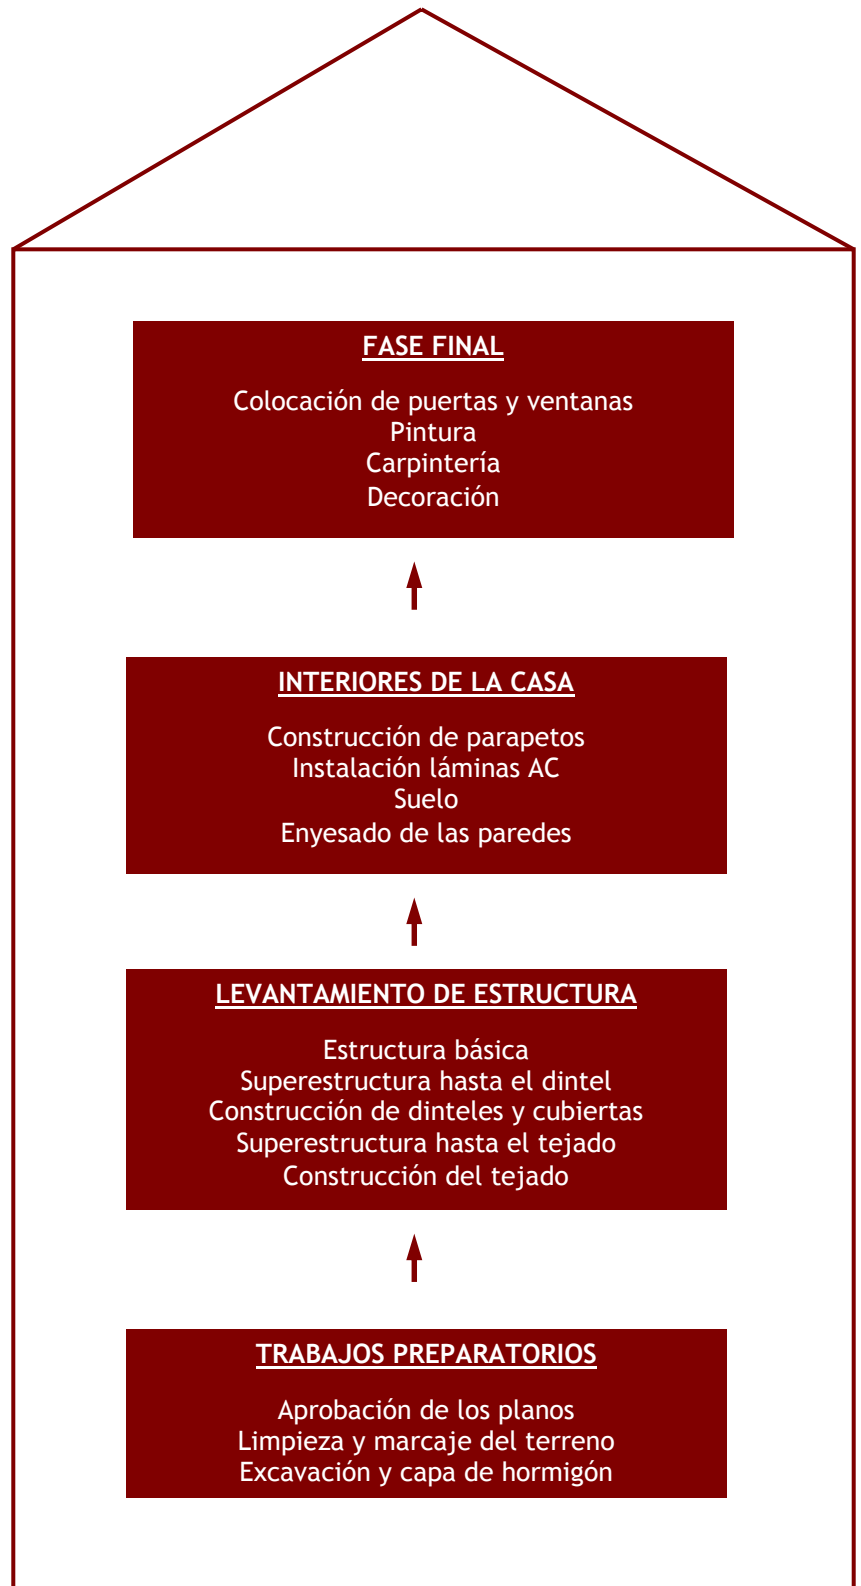 FASE FINAL
Colocación de puertas y ventanas
Pintura
Carpintería
Decoración
INTERIORES DE LA CASA
Construcción de parapetos
Instalación láminas AC
Suelo
Enyesado de las paredes
LEVANTAMIENTO DE ESTRUCTURA
Estructura básica
Superestructura hasta el dintel
Construcción de dinteles y cubiertas
Superestructura hasta el tejado
Construcción del tejado
TRABAJOS PREPARATORIOS
Aprobación de los planos
Limpieza y marcaje del terreno
Excavación y capa de hormigón